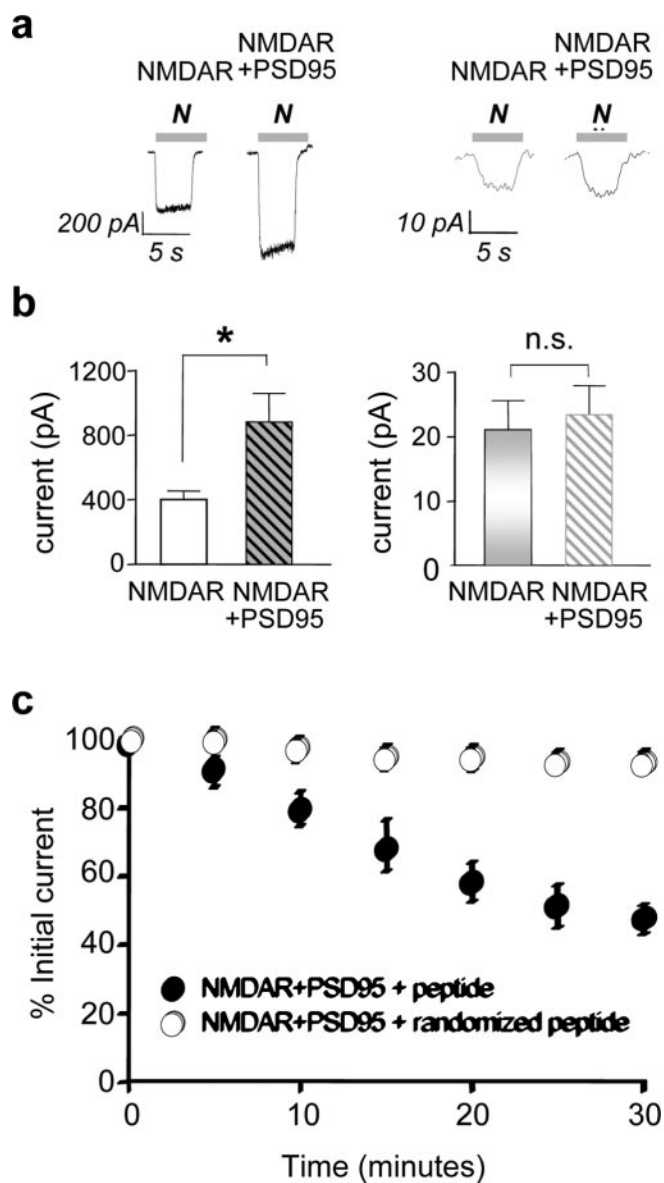 a
NMDAR
NMDAR
+PSD95
NMDAR
NMDAR
+PSD95
N
N
N
N
200 pA
5 s
10 pA
5 s
b
*
n.s.
current (pA)
1200
800
400
0
NMDAR
NMDAR
+PSD95
current (pA)
30
20
10
0
NMDAR
NMDAR
+PSD95
c
% Initial current
100
80
60
40
20
0
NMDAR+PSD95 + peptide
NMDAR+PSD95 + randomized peptide
0
10
20
30
Time (minutes)